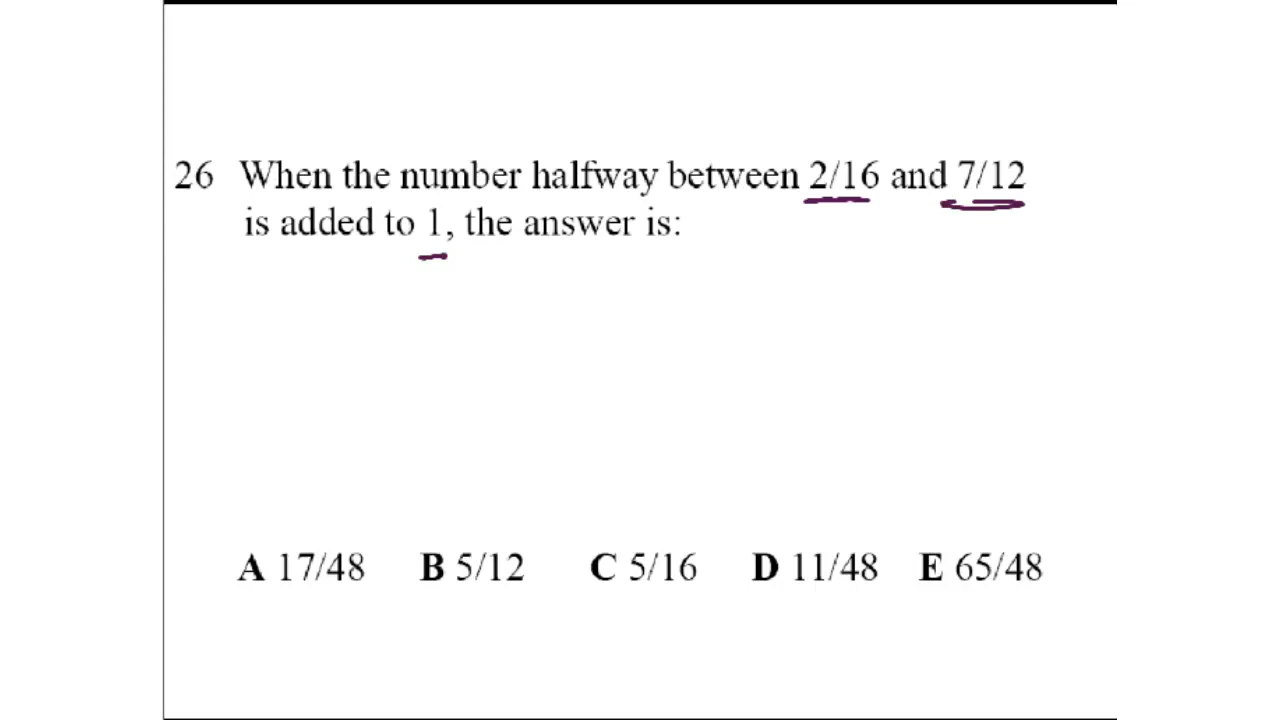 26 When the number halfway between 2/16 and 7/12
is added to 1, the answer is:
A 17/48 B 5/12 C 5/16 D 11/48 E 65/48